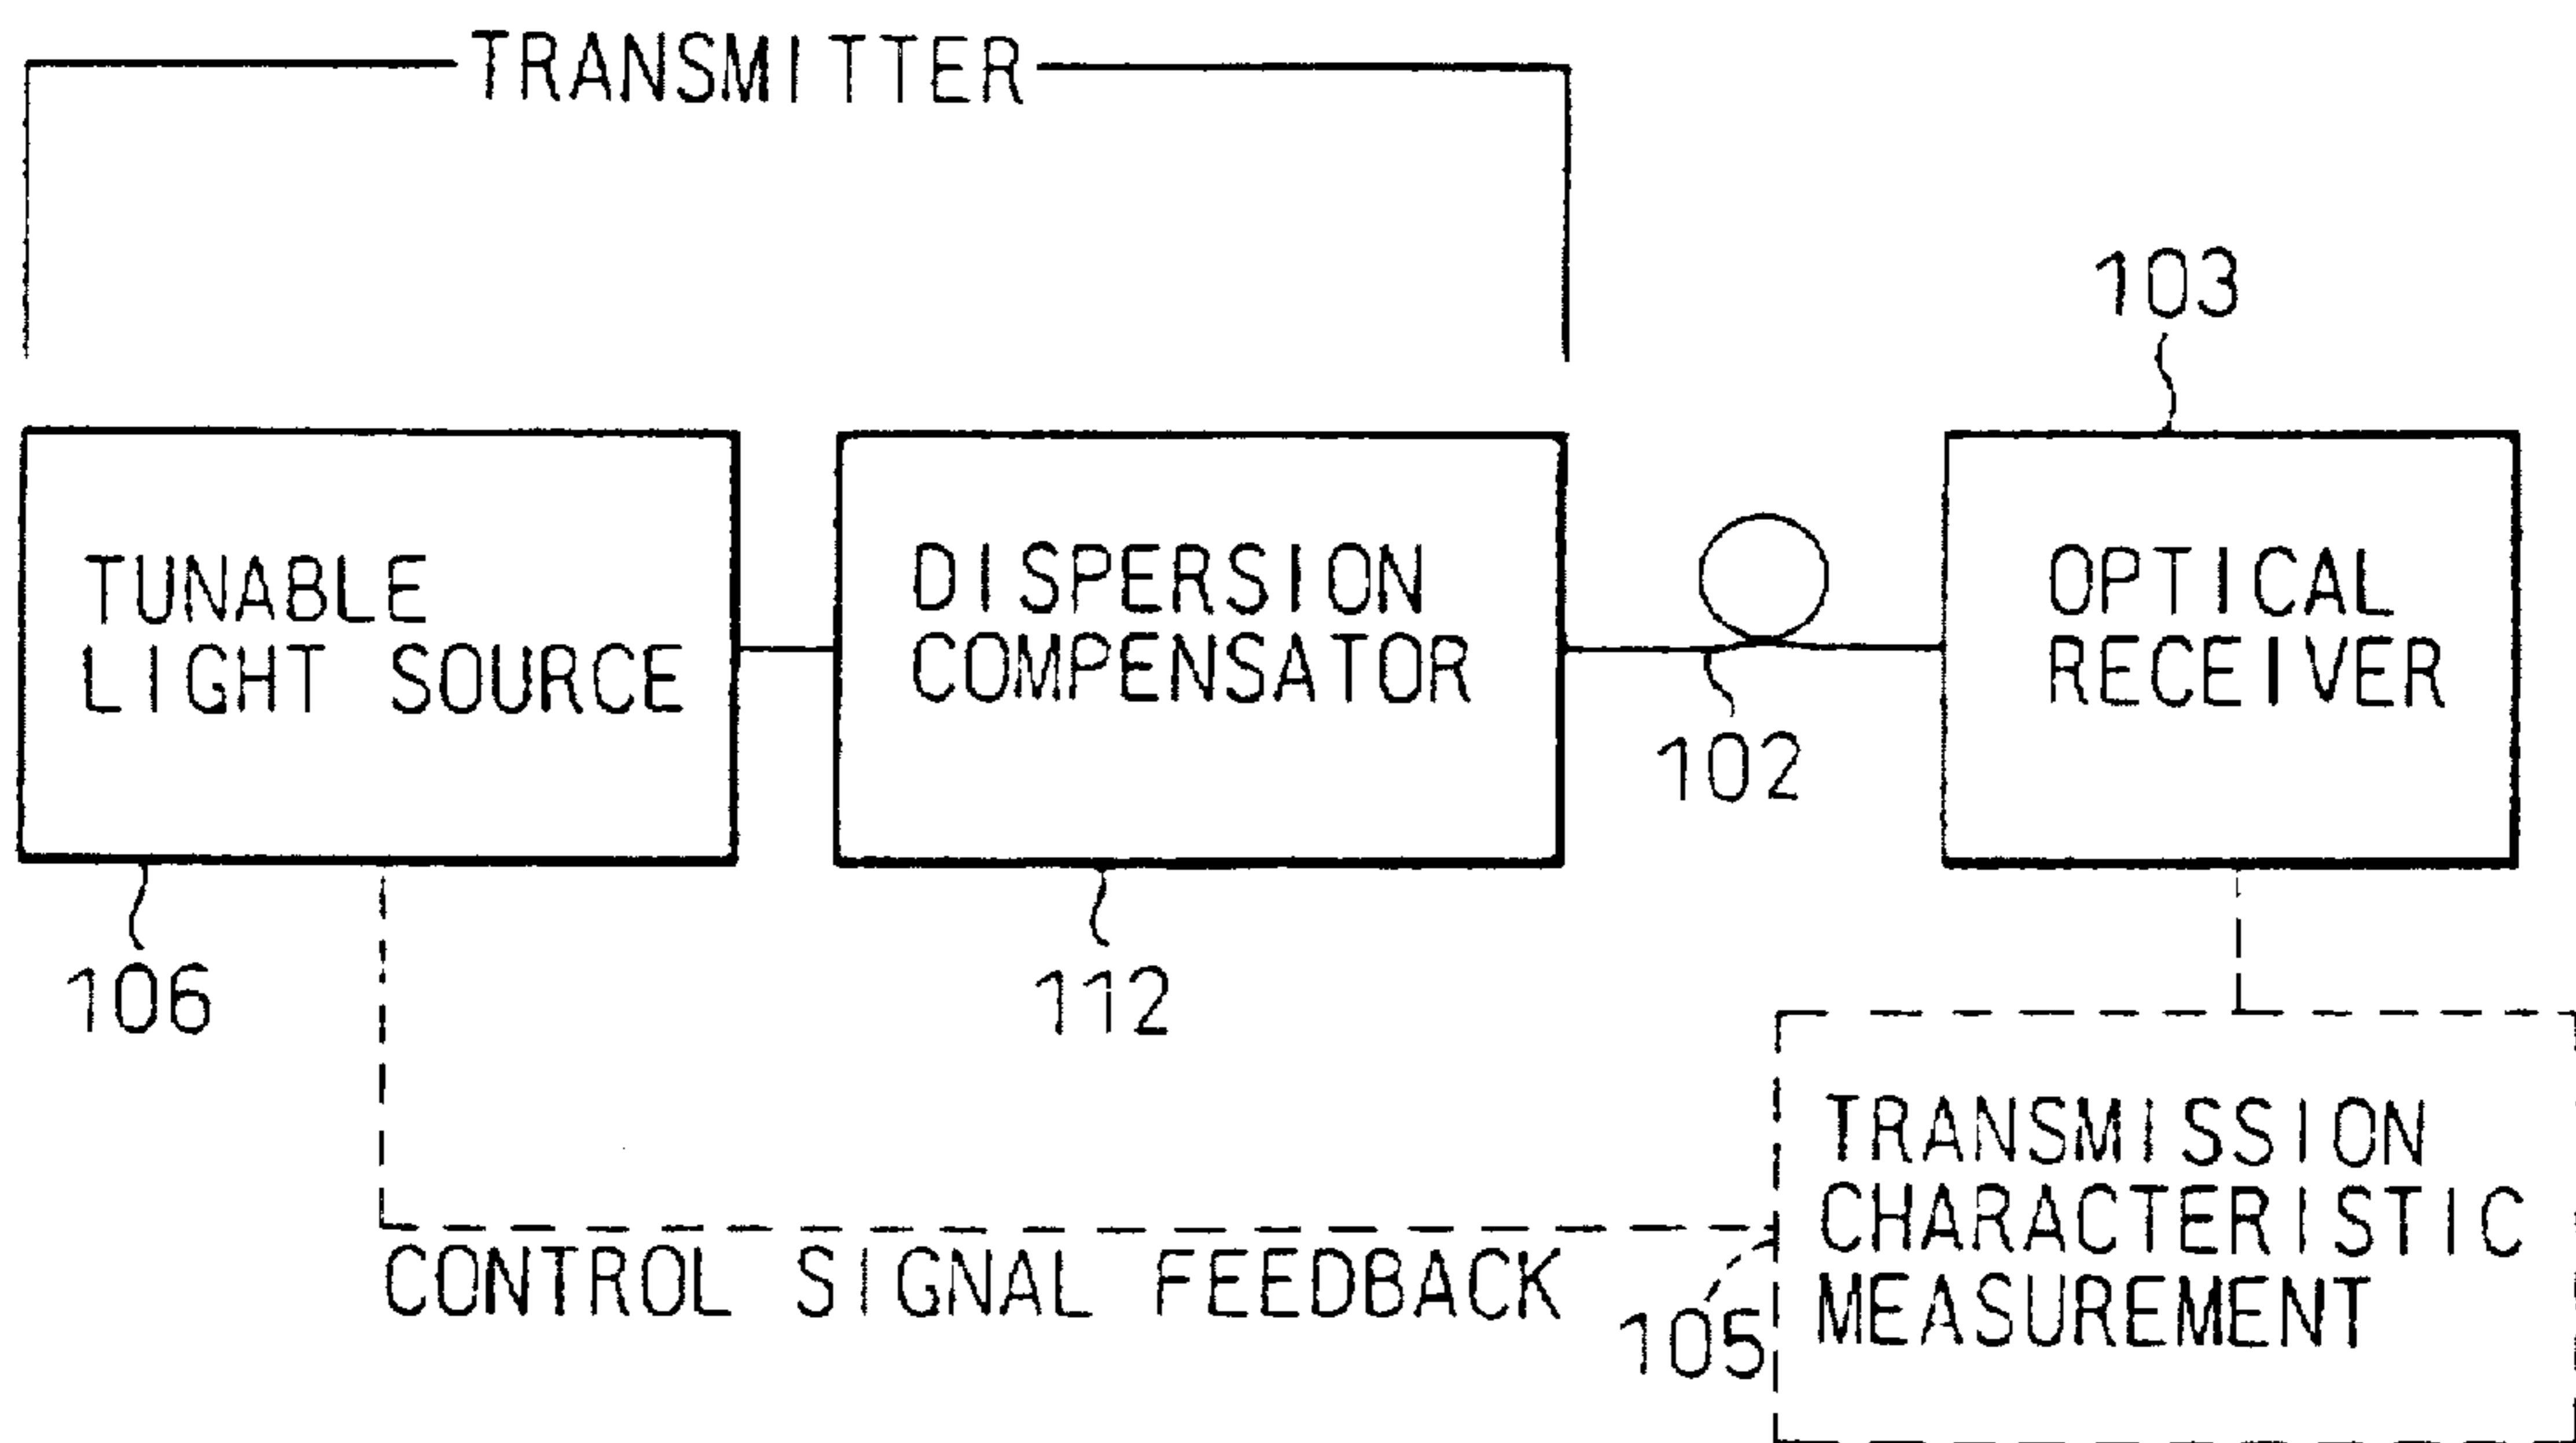 TRANSMITTER
103
TUNABLE
LIGHT SOURCE
DISPERSION
COMPENSATOR
OPTICAL
RECEIVER
102
106
112
TRANSMISSION
CHARACTERISTIC
MEASUREMENT
CONTROL SIGNAL FEEDBACK
105